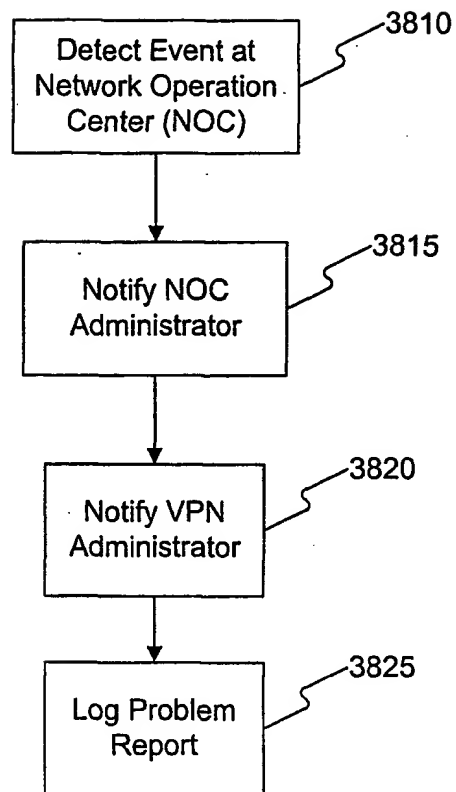 3810
Detect Event at
Network Operation
Center (NOC)
3815
Notify NOC
Administrator
3820
Notify VPN
Administrator
3825
Log Problem
Report